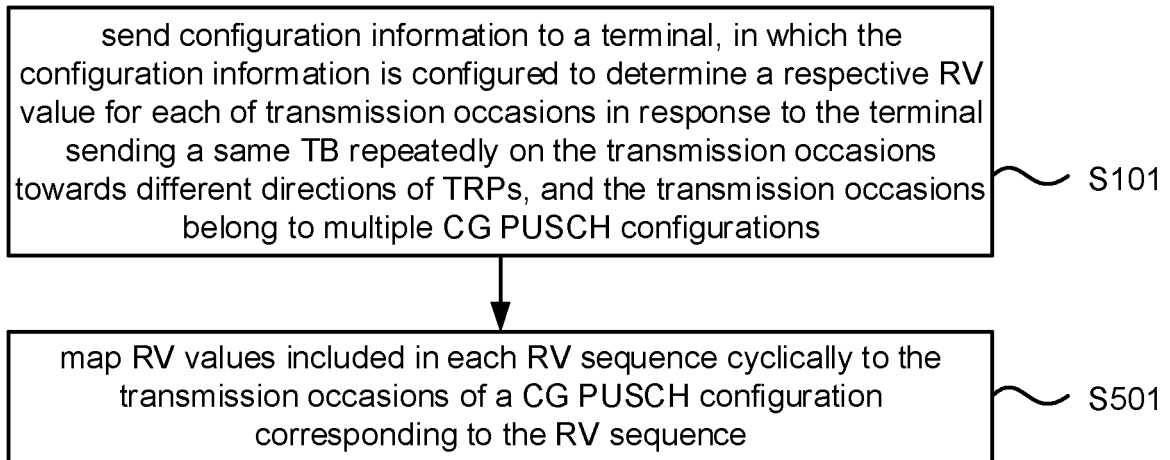 send configuration information to a terminal, in which the
configuration information is configured to determine a respective RV
value for each of transmission occasions in response to the terminal
sending a same TB repeatedly on the transmission occasions
towards different directions of TRPs, and the transmission occasions
belong to multiple CG PUSCH configurations
S101
map RV values included in each RV sequence cyclically to the
transmission occasions of a CG PUSCH configuration
corresponding to the RV sequence
S501